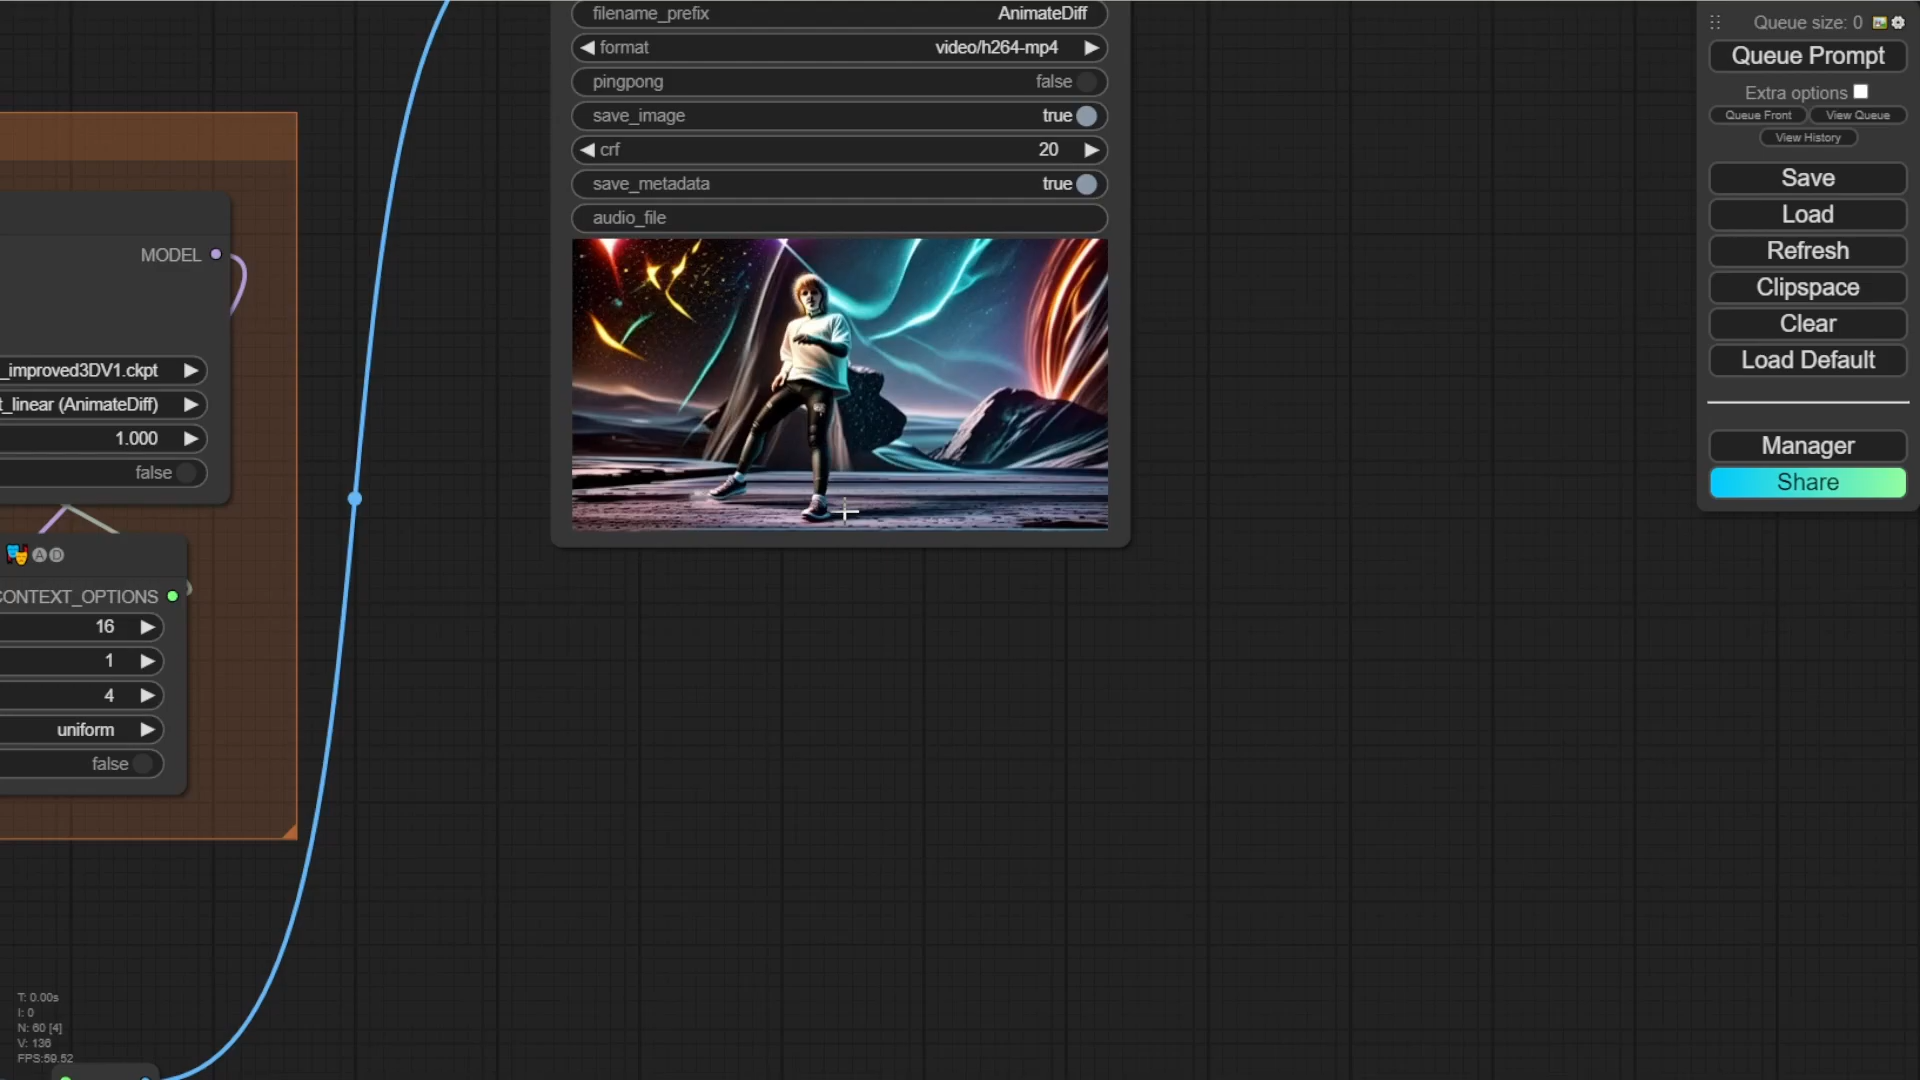 filename_prefix AnimateDiff
format video/h264-mp4
pingpong false
save_image true
crf 20
save_metadata true
audio_file
MODEL
_improved3DV1.ckpt
t_linear (AnimateDiff)
1.000
false
A D
CONTEXT_OPTIONS
16
1
4
uniform
false
T: 0.00s
I: 0
N: 60 [4]
V: 136
FPS:59.52
Queue size: 0
Queue Prompt
Extra options
Queue Front View Queue
View History
Save
Load
Refresh
Clipspace
Clear
Load Default
Manager
Share